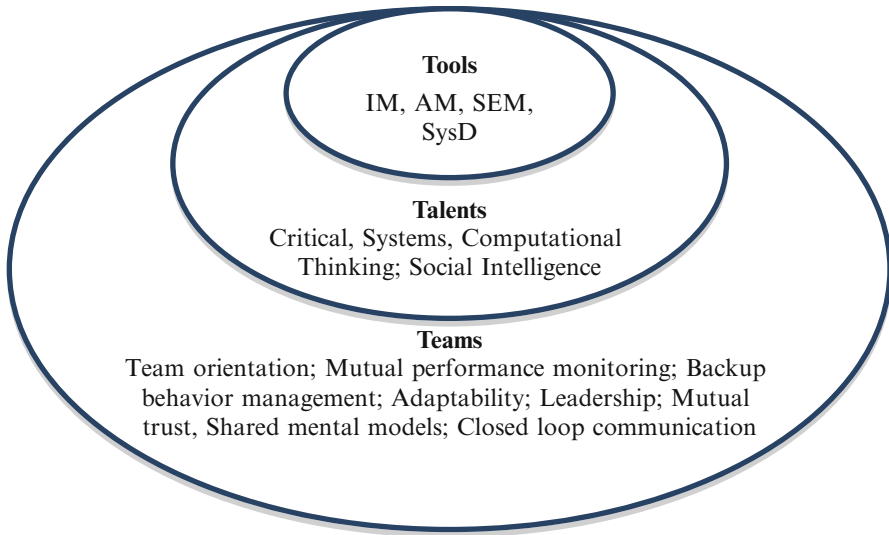 Tools
IM, AM, SEM,
SysD
Talents
Critical, Systems, Computational
Thinking; Social Intelligence
Teams
Team orientation; Mutual performance monitoring; Backup
behavior management; Adaptability; Leadership; Mutual
trust, Shared mental models; Closed loop communication